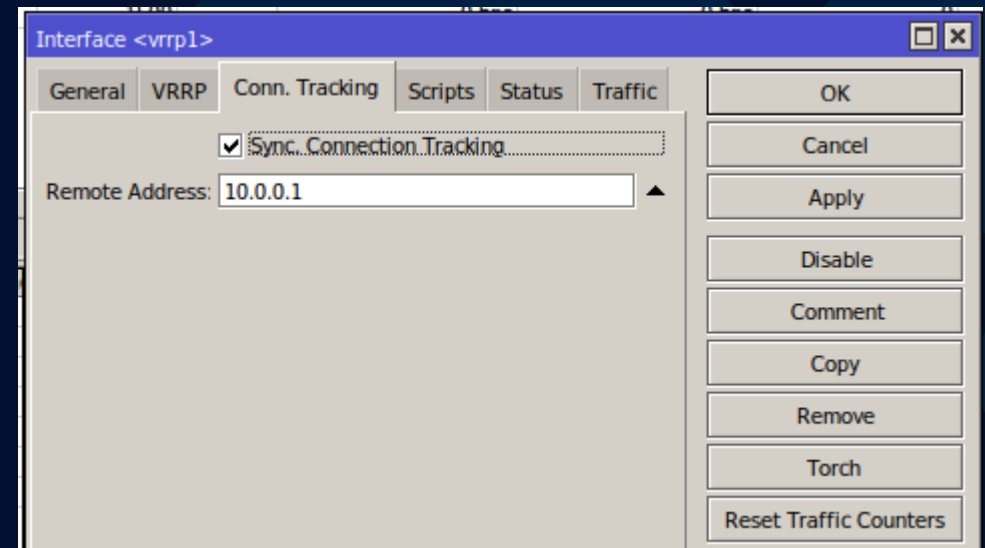 Interface <vrrp1>
General VRRP Conn. Tracking Scripts Status Traffic
Sync. Connection Tracking
Remote Address: 10.0.0.1
OK
Cancel
Apply
Disable
Comment
Copy
Remove
Torch
Reset Traffic Counters